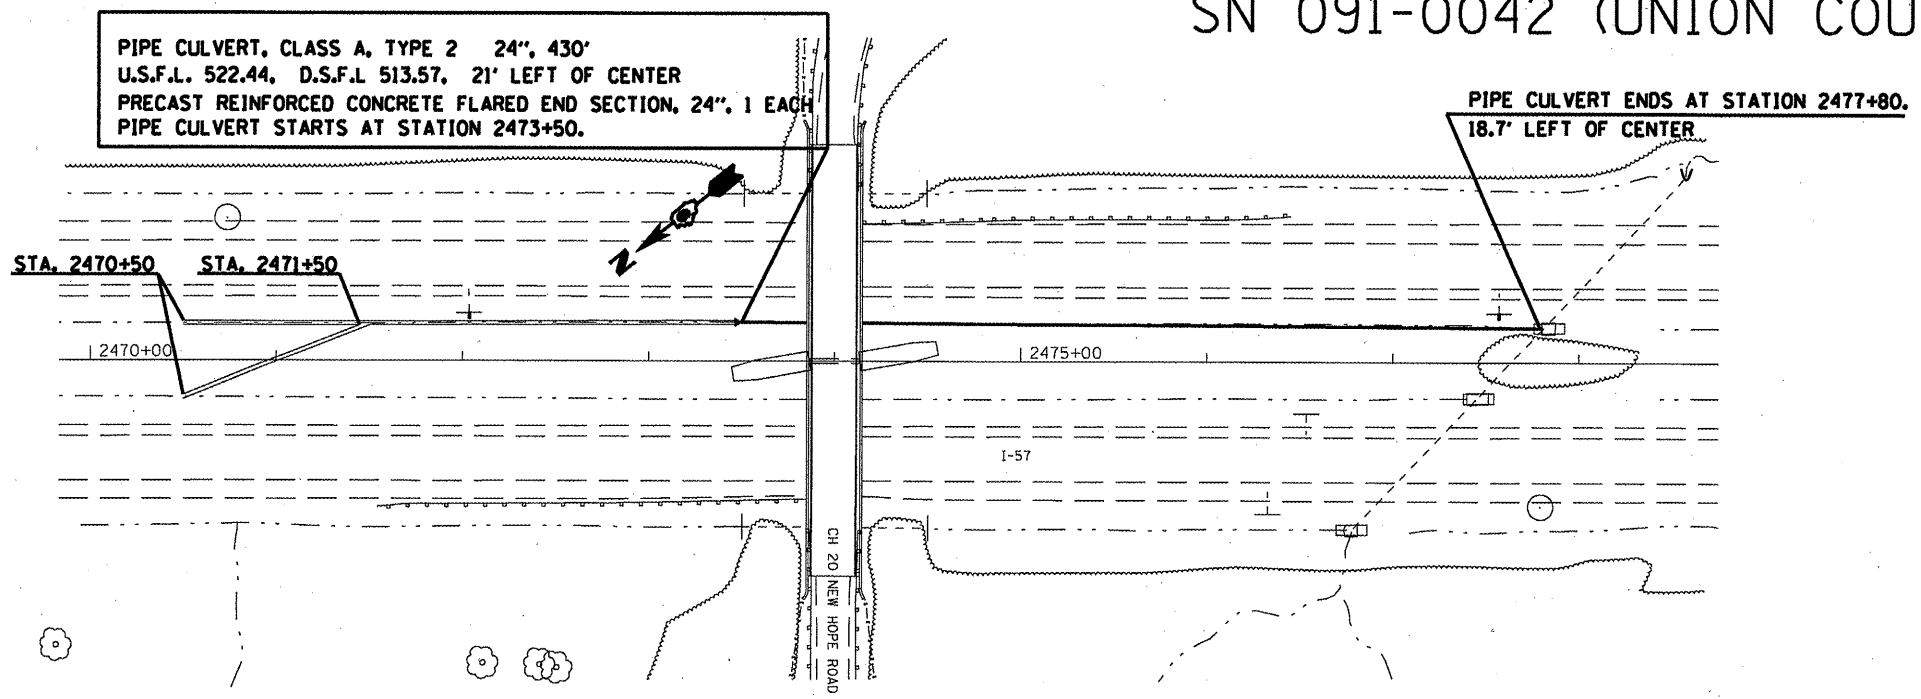 SN 091-0042 (UNION COU
PIPE CULVERT, CLASS A, TYPE 2 24", 430'
U.S.F.L. 522.44, D.S.F.L 513.57, 21' LEFT OF CENTER
PRECAST REINFORCED CONCRETE FLARED END SECTION, 24", 1 EACH
PIPE CULVERT STARTS AT STATION 2473+50.
PIPE CULVERT ENDS AT STATION 2477+80.
18.7' LEFT OF CENTER
N
STA. 2470+50
STA. 2471+50
2470+00
2475+00
I-57
CH 20 NEW HOPE ROAD